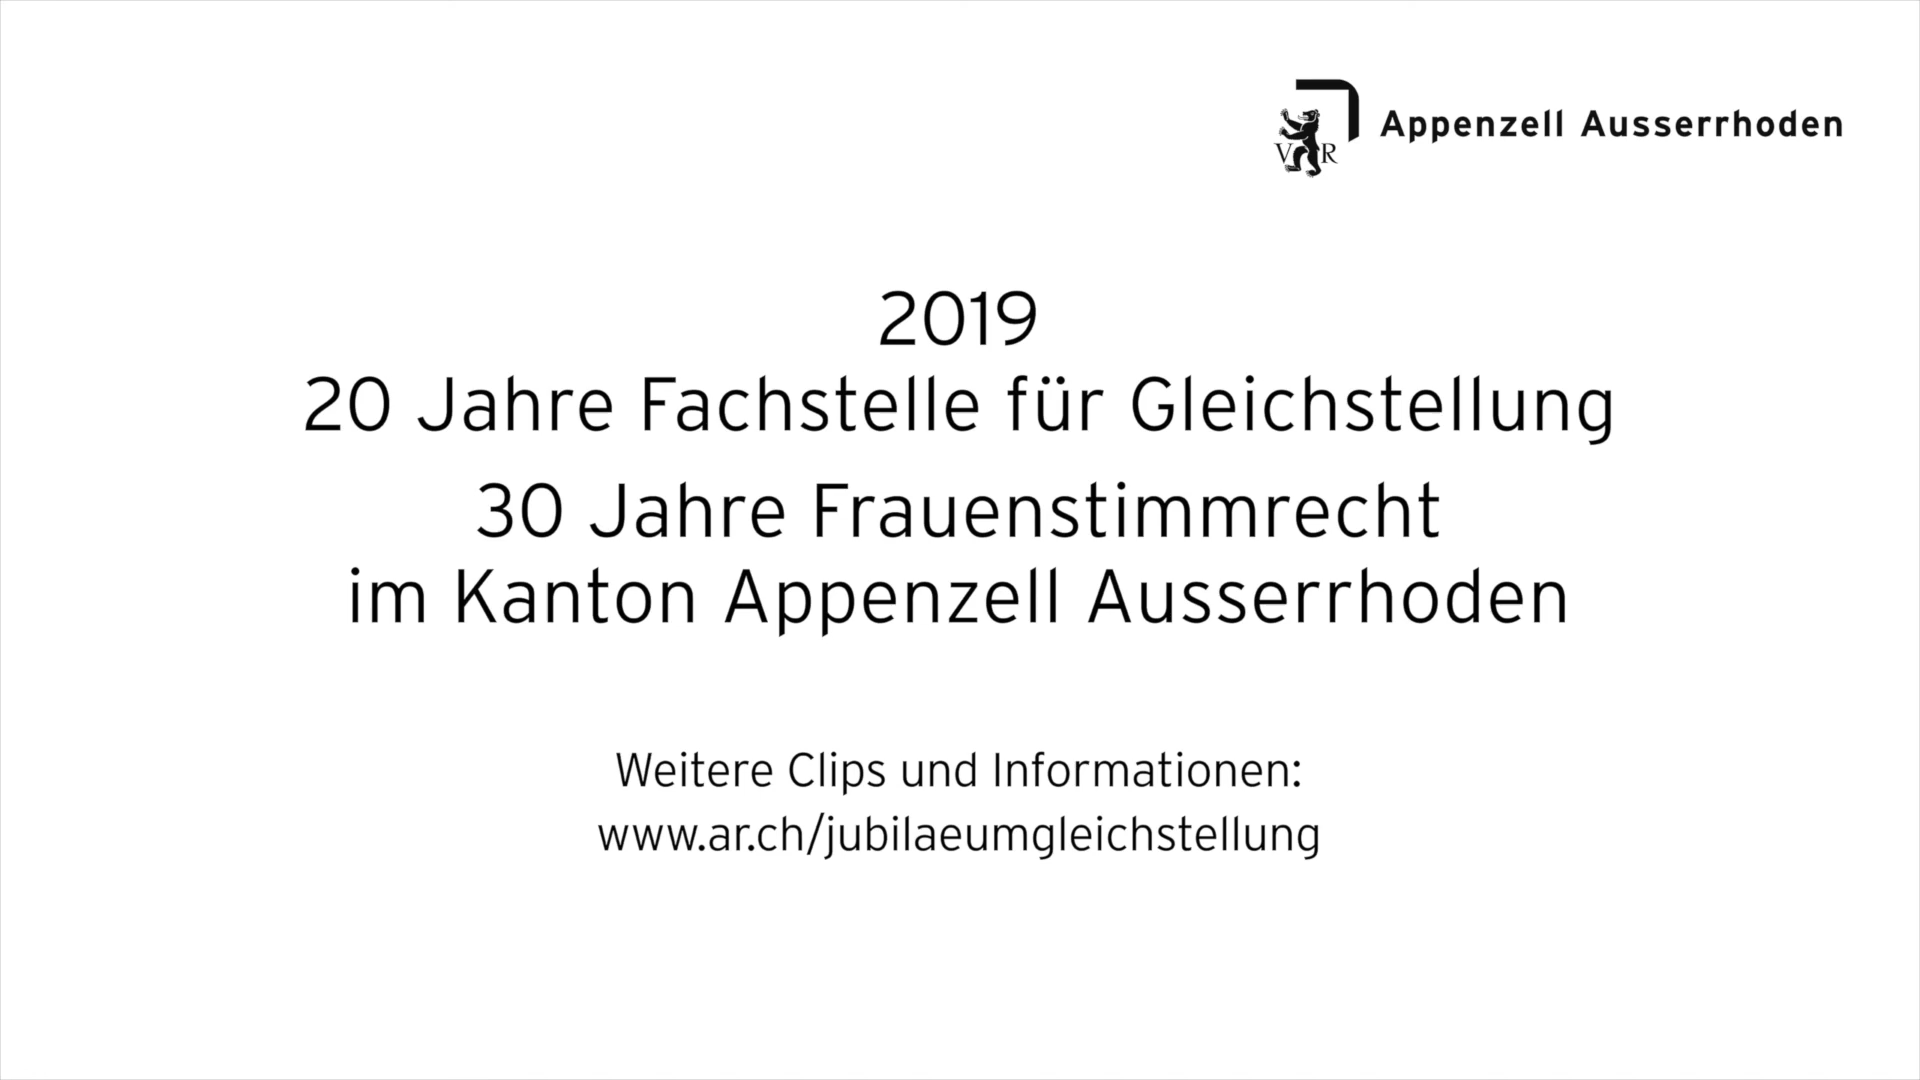 V R
Appenzell Ausserrhoden
2019
20 Jahre Fachstelle für Gleichstellung
30 Jahre Frauenstimmrecht
im Kanton Appenzell Ausserrhoden
Weitere Clips und Informationen:
www.ar.ch/jubilaeumgleichstellung